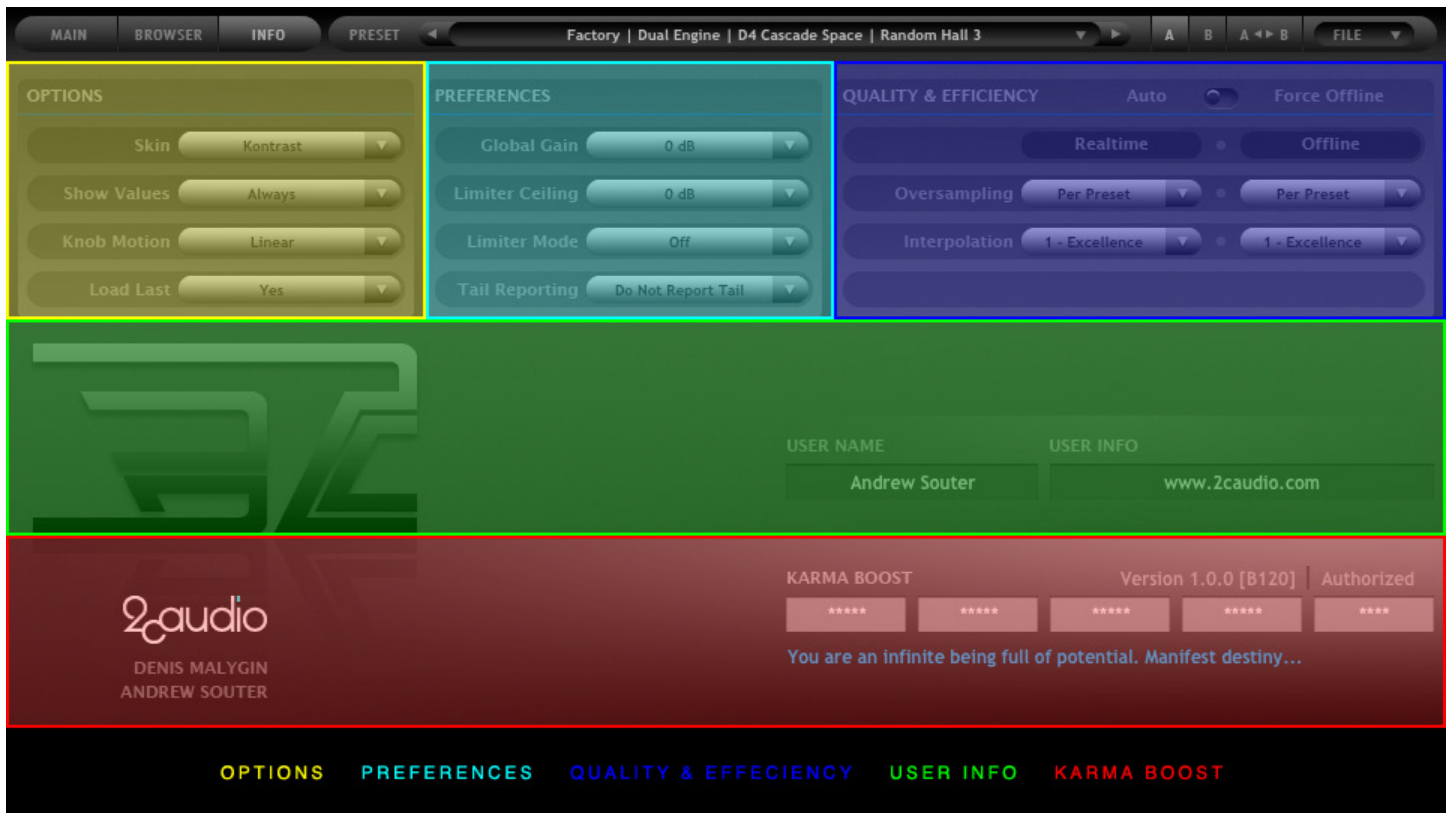 MAIN BROWSER INFO PRESET Factory | Dual Engine | D4 Cascade Space | Random Hall 3 A B A B FILE
OPTIONS PREFERENCES QUALITY & EFFICIENCY Auto Force Offline
Skin Kontrast Global Gain 0 dB Realtime Offline
Show Values Always Limiter Ceiling 0 dB Oversampling Per Preset Per Preset
Knob Motion Linear Limiter Mode Off Interpolation 1 - Excellence 1 - Excellence
Load Last Yes Tail Reporting Do Not Report Tail
USER NAME USER INFO
Andrew Souter www.2caudio.com
KARMA BOOST Version 1.0.0 [B120] Authorized
***** ***** ***** ***** ****
2caudio
You are an infinite being full of potential. Manifest destiny...
DENIS MALYGIN
ANDREW SOUTER
OPTIONS PREFERENCES QUALITY & EFFECIENCY USER INFO KARMA BOOST